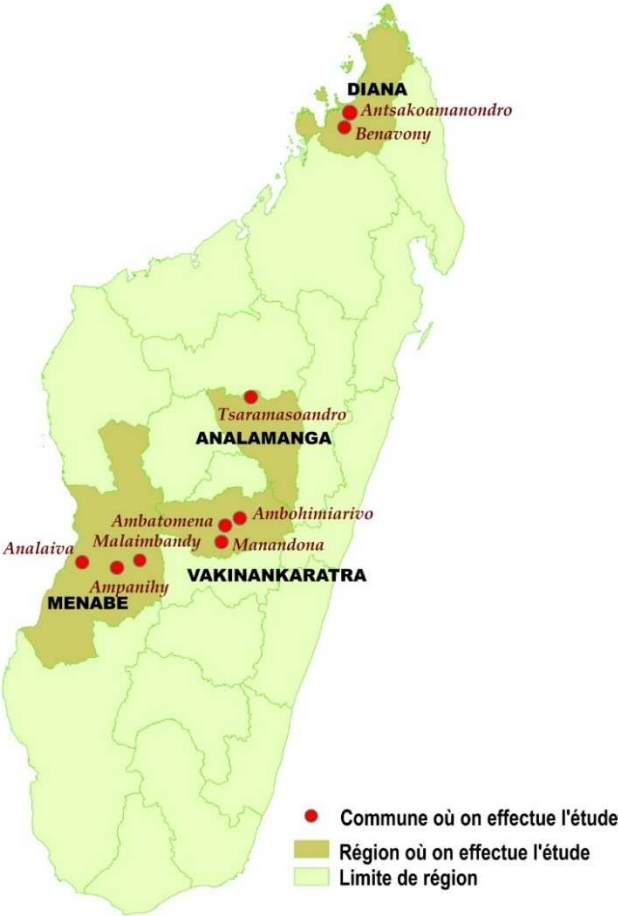 DIANA
Antsakoamanondro
Benavony
Tsaramasoandro
ANALAMANGA
Ambatomena
Ambohimiarivo
Analaiva
Malaimbandy
Manandona
Ampanihy
VAKINANKARATRA
MENABE
Commune où on effectue l'étude
Région où on effectue l'étude
Limite de région